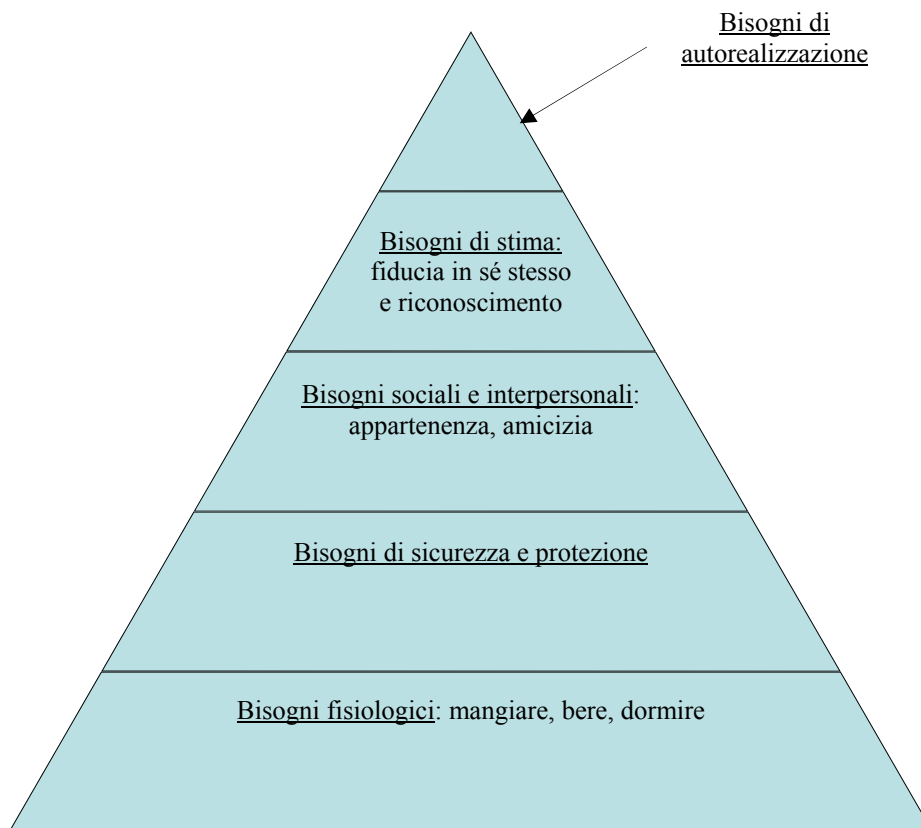 Bisogni di
autorealizzazione
Bisogni di stima:
fiducia in sé stesso
e riconoscimento
Bisogni sociali e interpersonali:
appartenenza, amicizia
Bisogni di sicurezza e protezione
Bisogni fisiologici: mangiare, bere, dormire